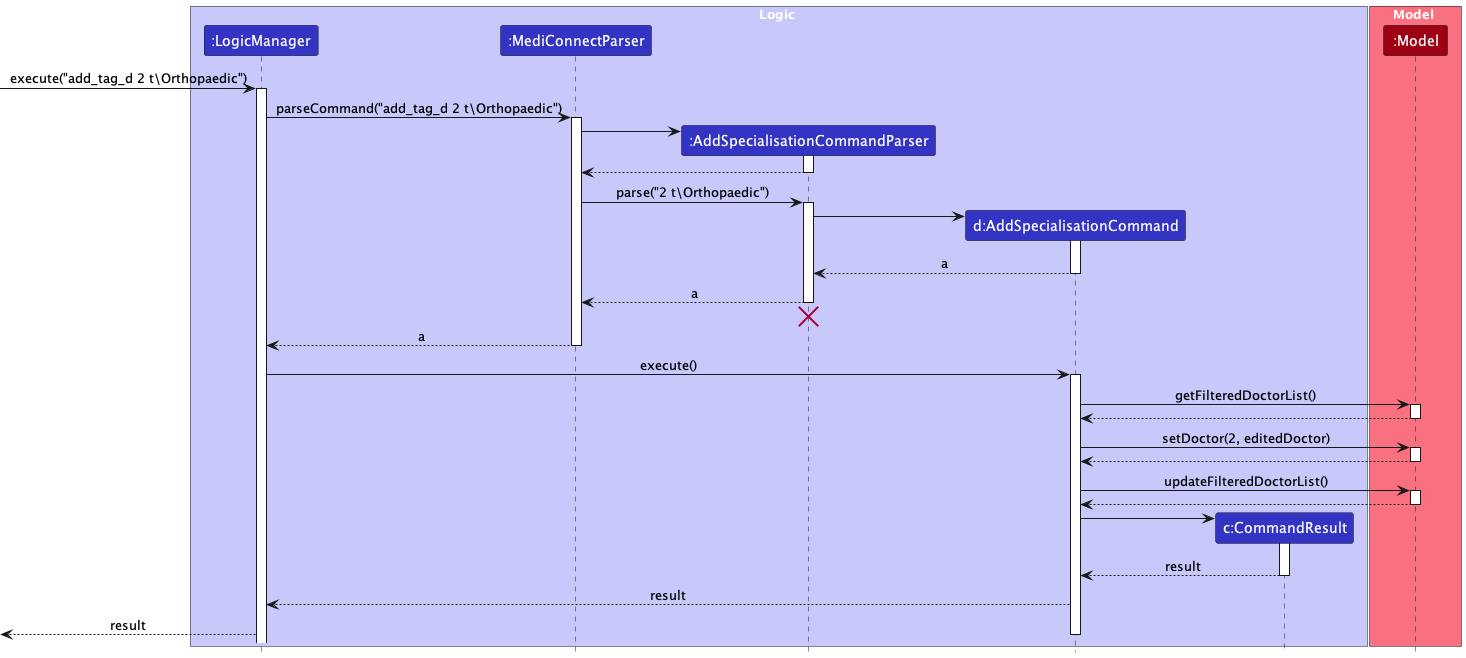 Logic
Model
:LogicManager
:MediConnectParser
:Model
execute("add_tag_d 2 t\Orthopaedic")
parseCommand("add_tag_d 2 t\Orthopaedic")
:AddSpecialisationCommandParser
parse("2 t\Orthopaedic")
d:AddSpecialisationCommand
a
a
a
execute()
getFilteredDoctorList()
setDoctor(2, editedDoctor)
updateFilteredDoctorList()
c:CommandResult
result
result
result